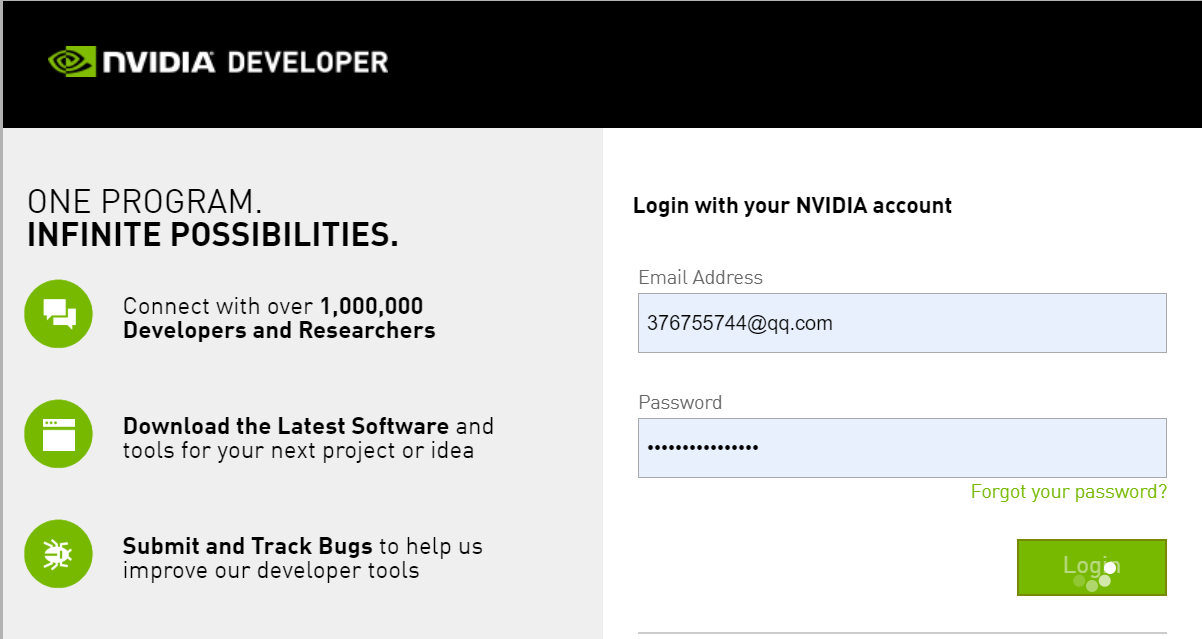 NVIDIA DEVELOPER
ONE PROGRAM.
INFINITE POSSIBILITIES.
Connect with over 1,000,000
Developers and Researchers
Download the Latest Software and
tools for your next project or idea
Submit and Track Bugs to help us
improve our developer tools
Login with your NVIDIA account
Email Address
376755744@qq.com
Password
••••••••••••••••
Forgot your password?
Login